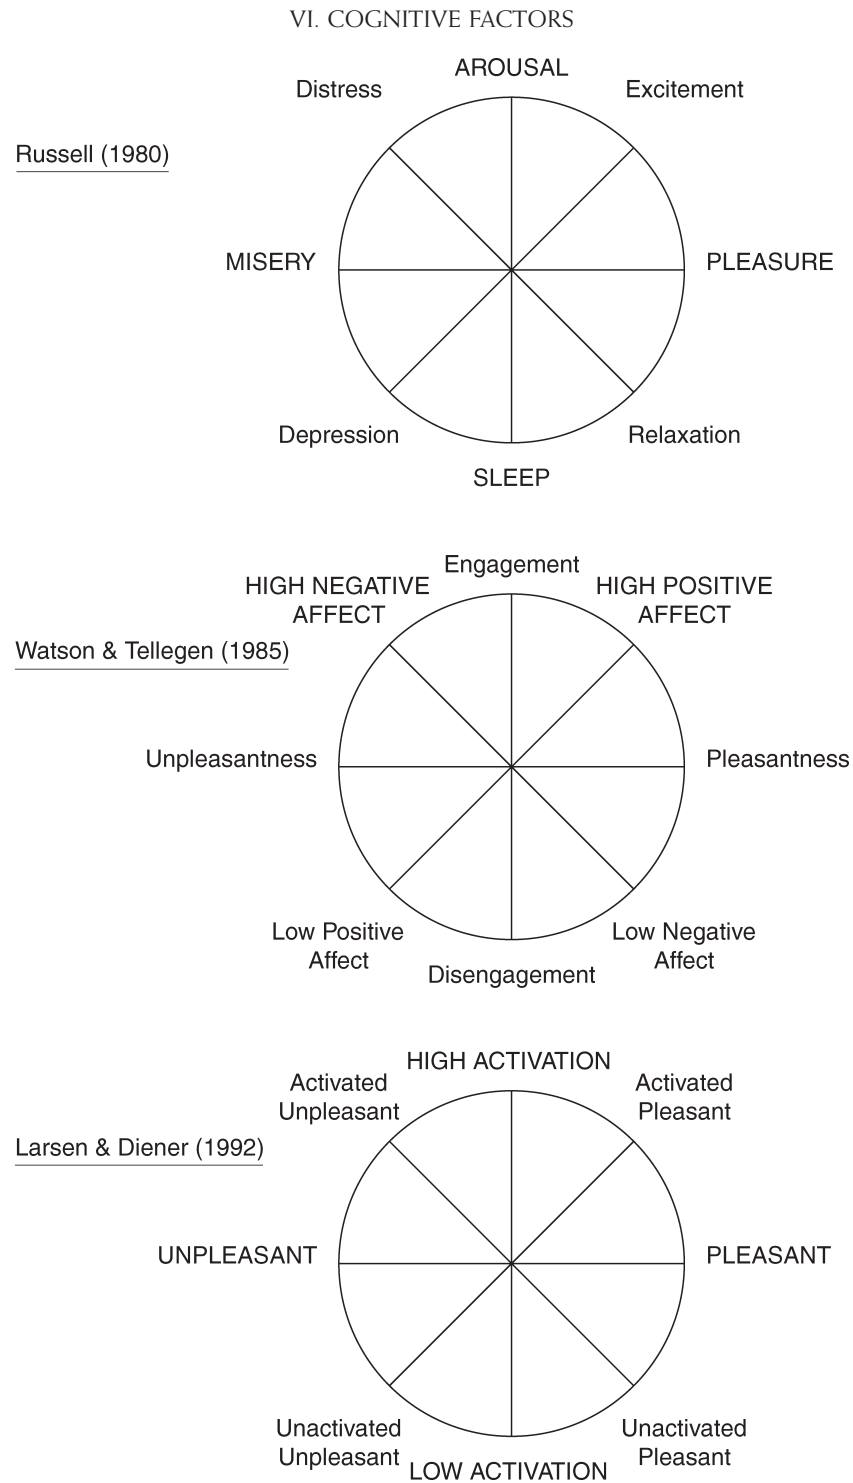 VI. COGNITIVE FACTORS
AROUSAL
Distress
Excitement
Russell (1980)
MISERY
PLEASURE
Depression
Relaxation
SLEEP
Engagement
HIGH NEGATIVE
AFFECT
HIGH POSITIVE
AFFECT
Watson & Tellegen (1985)
Unpleasantness
Pleasantness
Low Positive
Affect
Low Negative
Affect
Disengagement
HIGH ACTIVATION
Activated
Unpleasant
Activated
Pleasant
Larsen & Diener (1992)
UNPLEASANT
PLEASANT
Unactivated
Unpleasant
Unactivated
Pleasant
LOW ACTIVATION